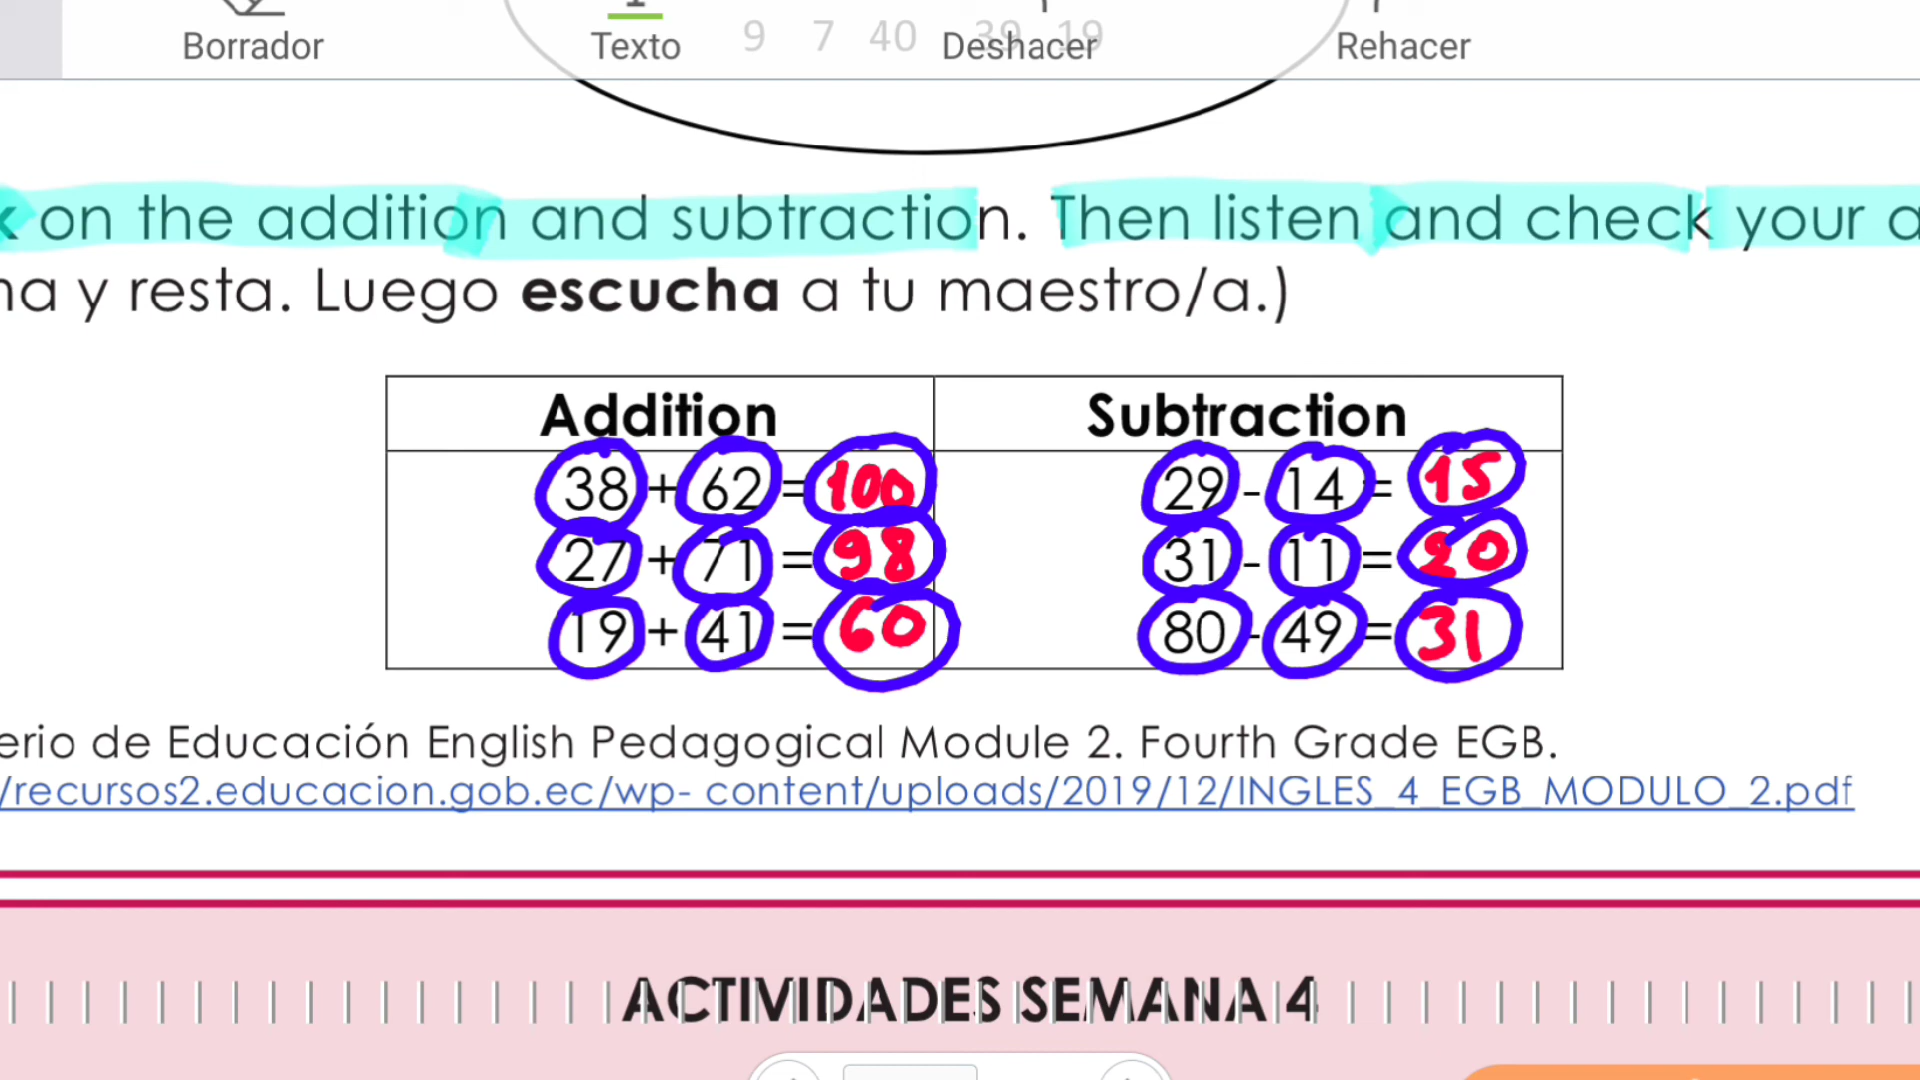 Borrador Texto Deshacer Rehacer
9 7 40 39 19
on the addition and subtraction. Then listen and check your
y resta. Luego escucha a tu maestro/a.)
Addition Subtraction
38 + 62 = 100 29 - 14 = 15
27 + 71 = 98 31 - 11 = 20
19 + 41 = 60 80 - 49 = 31
de Educación English Pedagogical Module 2. Fourth Grade EGB.
/recursos2.educacion.gob.ec/wp- content/uploads/2019/12/INGLES_4_EGB_MODULO_2.pdf
ACTIVIDADES SEMANA 4